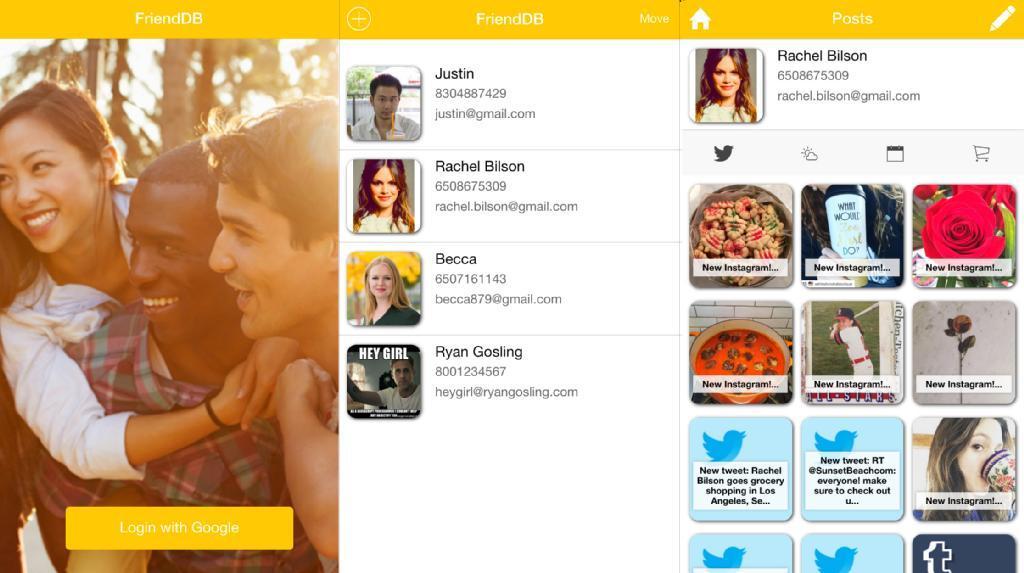 FriendDB
Login with Google
FriendDB
Move
Justin
8304887429
justin@gmail.com
Rachel Bilson
6508675309
rachel.bilson@gmail.com
Becca
6507161143
becca879@gmail.com
HEY GIRL
Ryan Gosling
8001234567
heygirl@ryangosling.com
Posts
Rachel Bilson
6508675309
rachel.bilson@gmail.com
New Instagram!...
WHAT
WOULD
DO?
New Instagram!...
New Instagram!...
New Instagram!...
New Instagram!...
New Instagram!...
New tweet: Rachel
Bilson goes grocery
shopping in Los
Angeles, Se...
New tweet: RT
@SunsetBeachcom:
everyone! make
sure to check out
u...
New Instagram!...